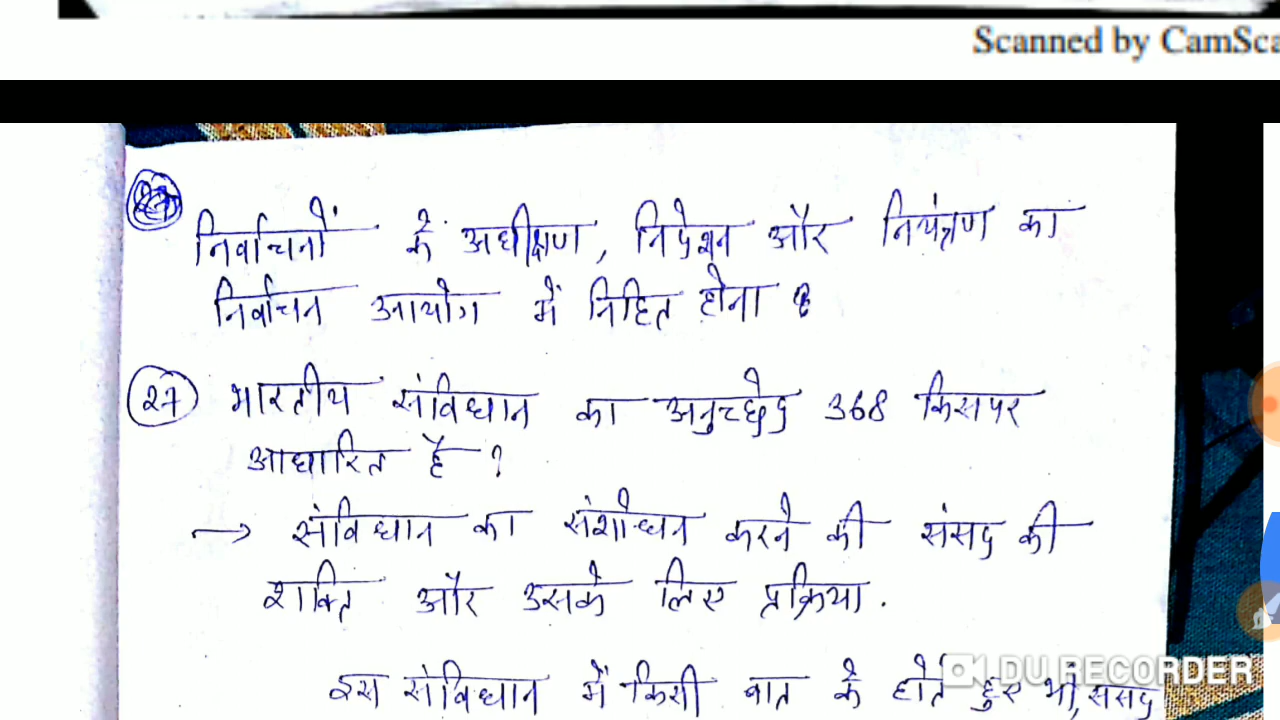 Scanned by CamSca
निर्वाचनों के अधीक्षण, निदेशन और नियंत्रण का
निर्वाचन आयोग में निहित होना
27 भारतीय संविधान का अनुच्छेद 368 किसपर
आधारित है ?
→ संविधान का संशोधन करने की संसद की
शक्ति और उसके लिए प्रक्रिया.
इस संविधान में किसी बात के होते हुए भी, संसद
DU RECORDER